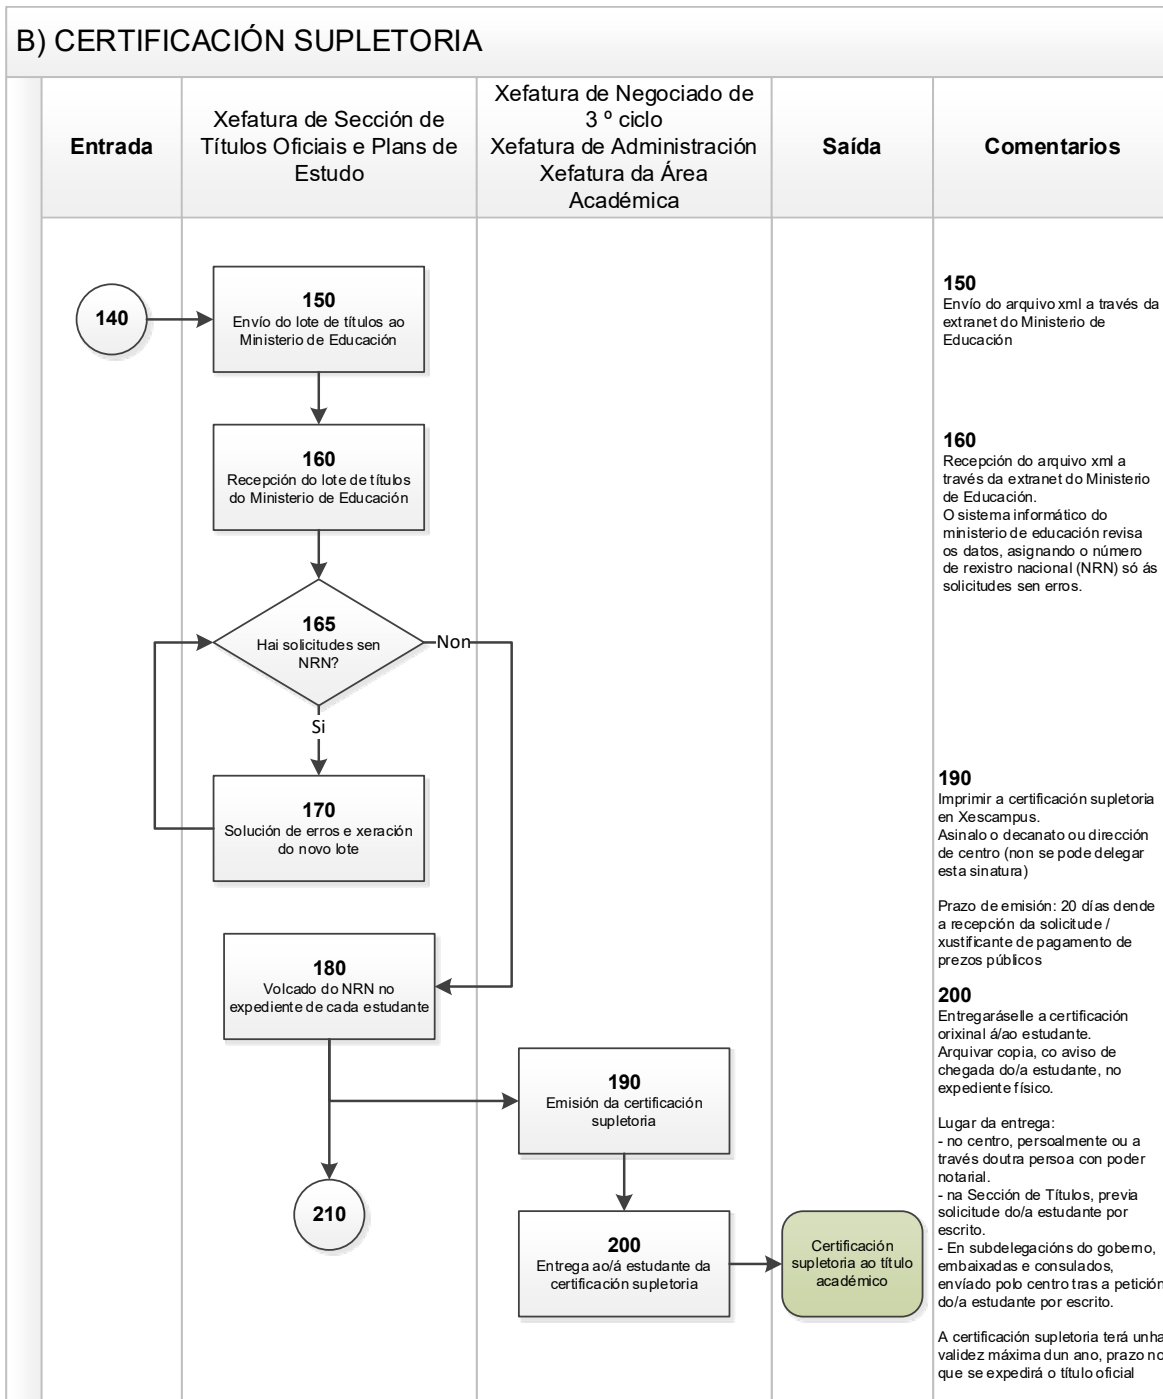 B) CERTIFICACIÓN SUPLETORIA
Entrada
Xefatura de Sección de
Títulos Oficiais e Plans de
Estudo
Xefatura de Negociado de
3 º ciclo
Xefatura de Administración
Xefatura da Área
Académica
Saída
Comentarios
140
150
Envío do lote de títulos ao
Ministerio de Educación
160
Recepción do lote de títulos
do Ministerio de Educación
165
Hai solicitudes sen
NRN?
Non
Si
170
Solución de erros e xeración
do novo lote
180
Volcado do NRN no
expediente de cada estudante
210
190
Emisión da certificación
supletoria
200
Entrega ao/á estudante da
certificación supletoria
Certificación
supletoria ao título
académico
150
Envío do arquivo xml a través da
extranet do Ministerio de
Educación
160
Recepción do arquivo xml a
través da extranet do Ministerio
de Educación.
O sistema informático do
ministerio de educación revisa
os datos, asignando o número
de rexistro nacional (NRN) só ás
solicitudes sen erros.
190
Imprimir a certificación supletoria
en Xescampus.
Asinalo o decanato ou dirección
de centro (non se pode delegar
esta sinatura)
Prazo de emisión: 20 días dende
a recepción da solicitude /
xustificante de pagamento de
prezos públicos
200
Entregaráselle a certificación
orixinal á/ao estudante.
Arquivar copia, co aviso de
chegada do/a estudante, no
expediente físico.
Lugar da entrega:
- no centro, persoalmente ou a
través doutra persoa con poder
notarial.
- na Sección de Títulos, previa
solicitude do/a estudante por
escrito.
- En subdelegacións do goberno,
embaixadas e consulados,
envíado polo centro tras a petición
do/a estudante por escrito.
A certificación supletoria terá unha
validez máxima dun ano, prazo no
que se expedirá o título oficial